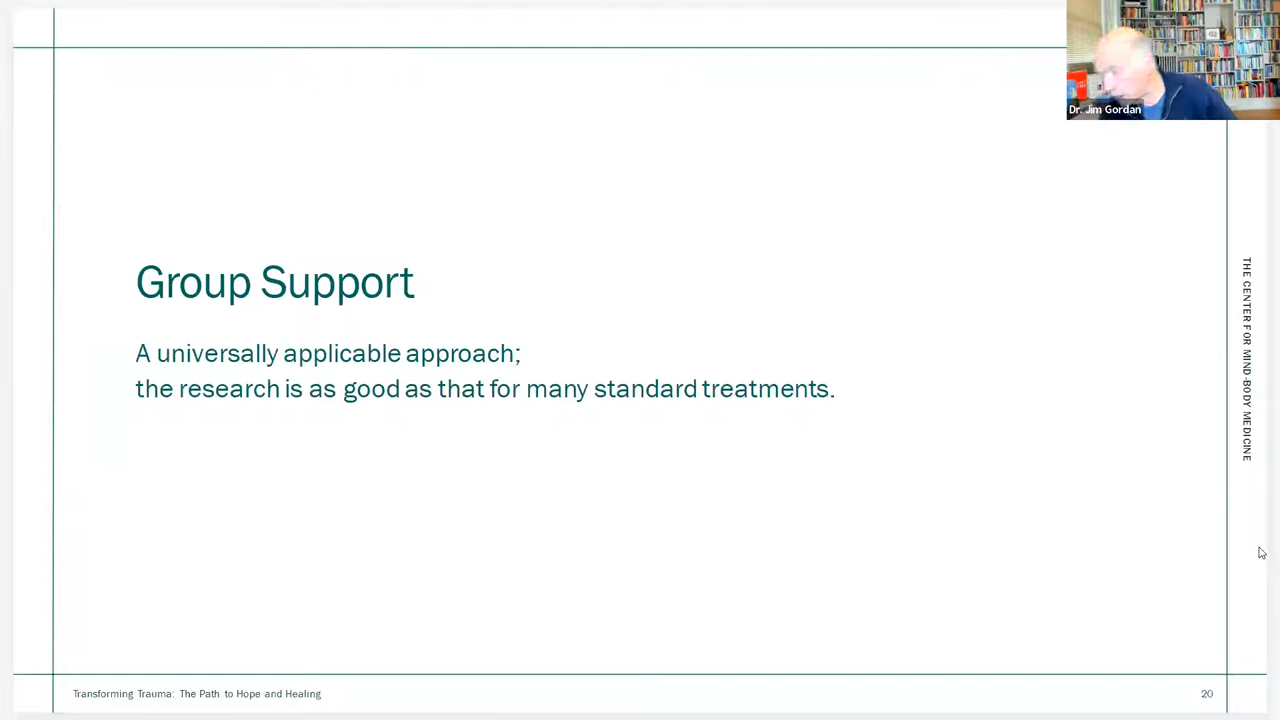 Dr. Jim Gordan
Group Support
A universally applicable approach;
the research is as good as that for many standard treatments.
THE CENTER FOR MIND-BODY MEDICINE
Transforming Trauma: The Path to Hope and Healing
20